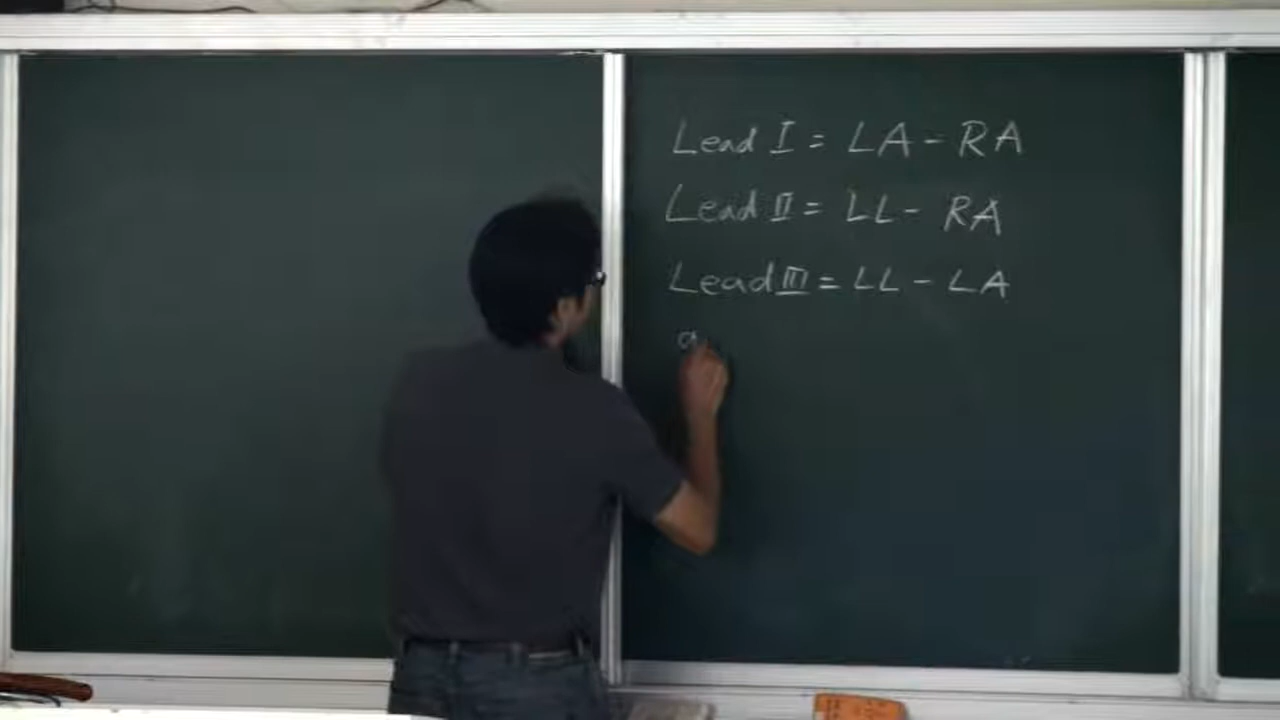 Lead I = LA - RA
Lead II = LL - RA
Lead III = LL - LA
a